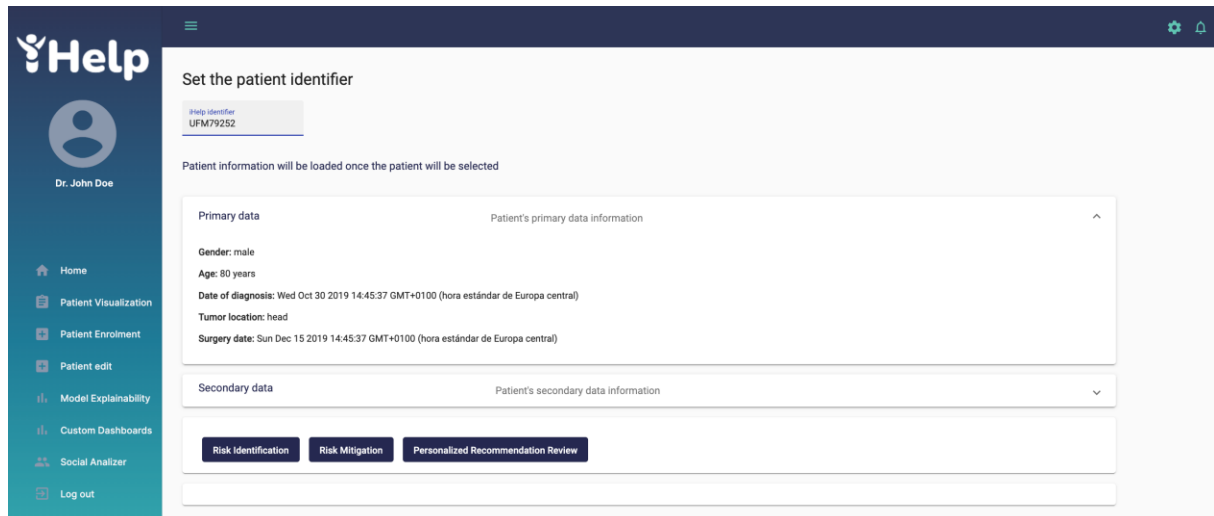 iHelp
Dr. John Doe
Home
Patient Visualization
Patient Enrolment
Patient edit
Model Explainability
Custom Dashboards
Social Analizer
Log out
Set the patient identifier
iHelp identifier
UFM79252
Patient information will be loaded once the patient will be selected
Primary data Patient's primary data information
Gender: male
Age: 80 years
Date of diagnosis: Wed Oct 30 2019 14:45:37 GMT+0100 (hora estándar de Europa central)
Tumor location: head
Surgery date: Sun Dec 15 2019 14:45:37 GMT+0100 (hora estándar de Europa central)
Secondary data Patient's secondary data information
Risk Identification Risk Mitigation Personalized Recommendation Review